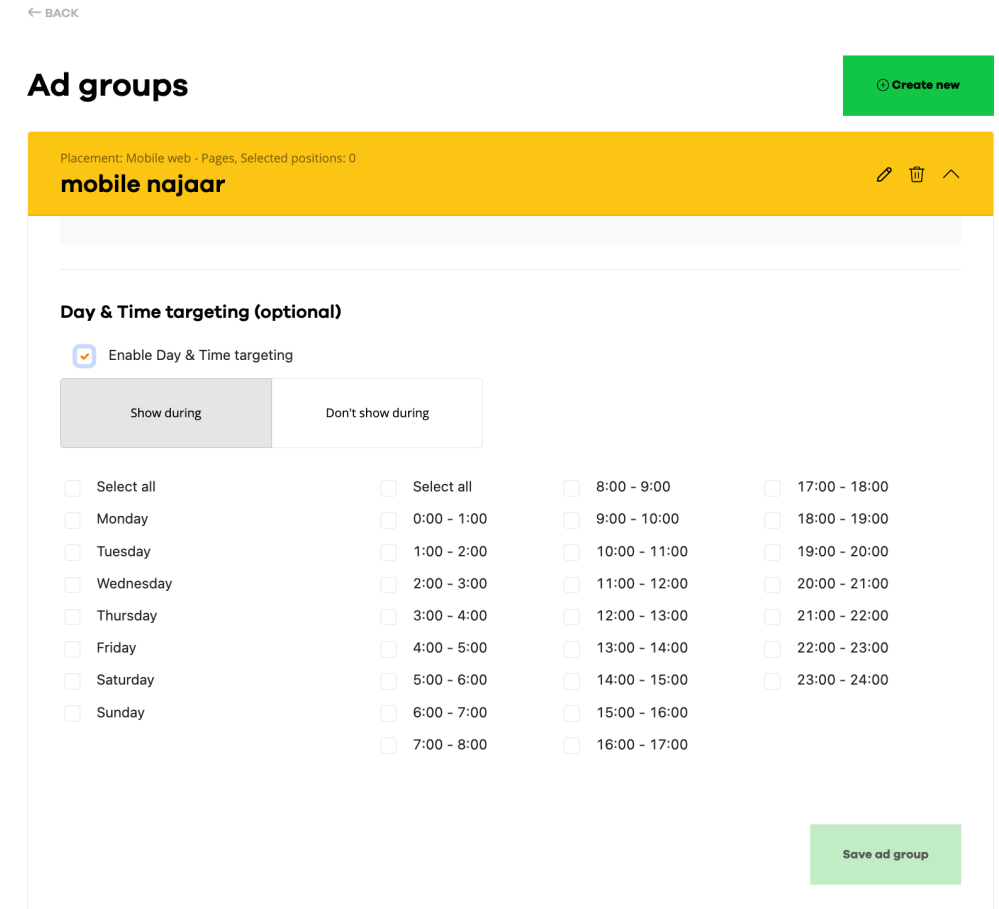 BACK
Ad groups
Create new
Placement: Mobile web - Pages, Selected positions: 0
mobile najaar
Day & Time targeting (optional)
Enable Day & Time targeting
Show during
Don't show during
Select all
Monday
Tuesday
Wednesday
Thursday
Friday
Saturday
Sunday
Select all
0:00 - 1:00
1:00 - 2:00
2:00 - 3:00
3:00 - 4:00
4:00 - 5:00
5:00 - 6:00
6:00 - 7:00
7:00 - 8:00
8:00 - 9:00
9:00 - 10:00
10:00 - 11:00
11:00 - 12:00
12:00 - 13:00
13:00 - 14:00
14:00 - 15:00
15:00 - 16:00
16:00 - 17:00
17:00 - 18:00
18:00 - 19:00
19:00 - 20:00
20:00 - 21:00
21:00 - 22:00
22:00 - 23:00
23:00 - 24:00
Save ad group